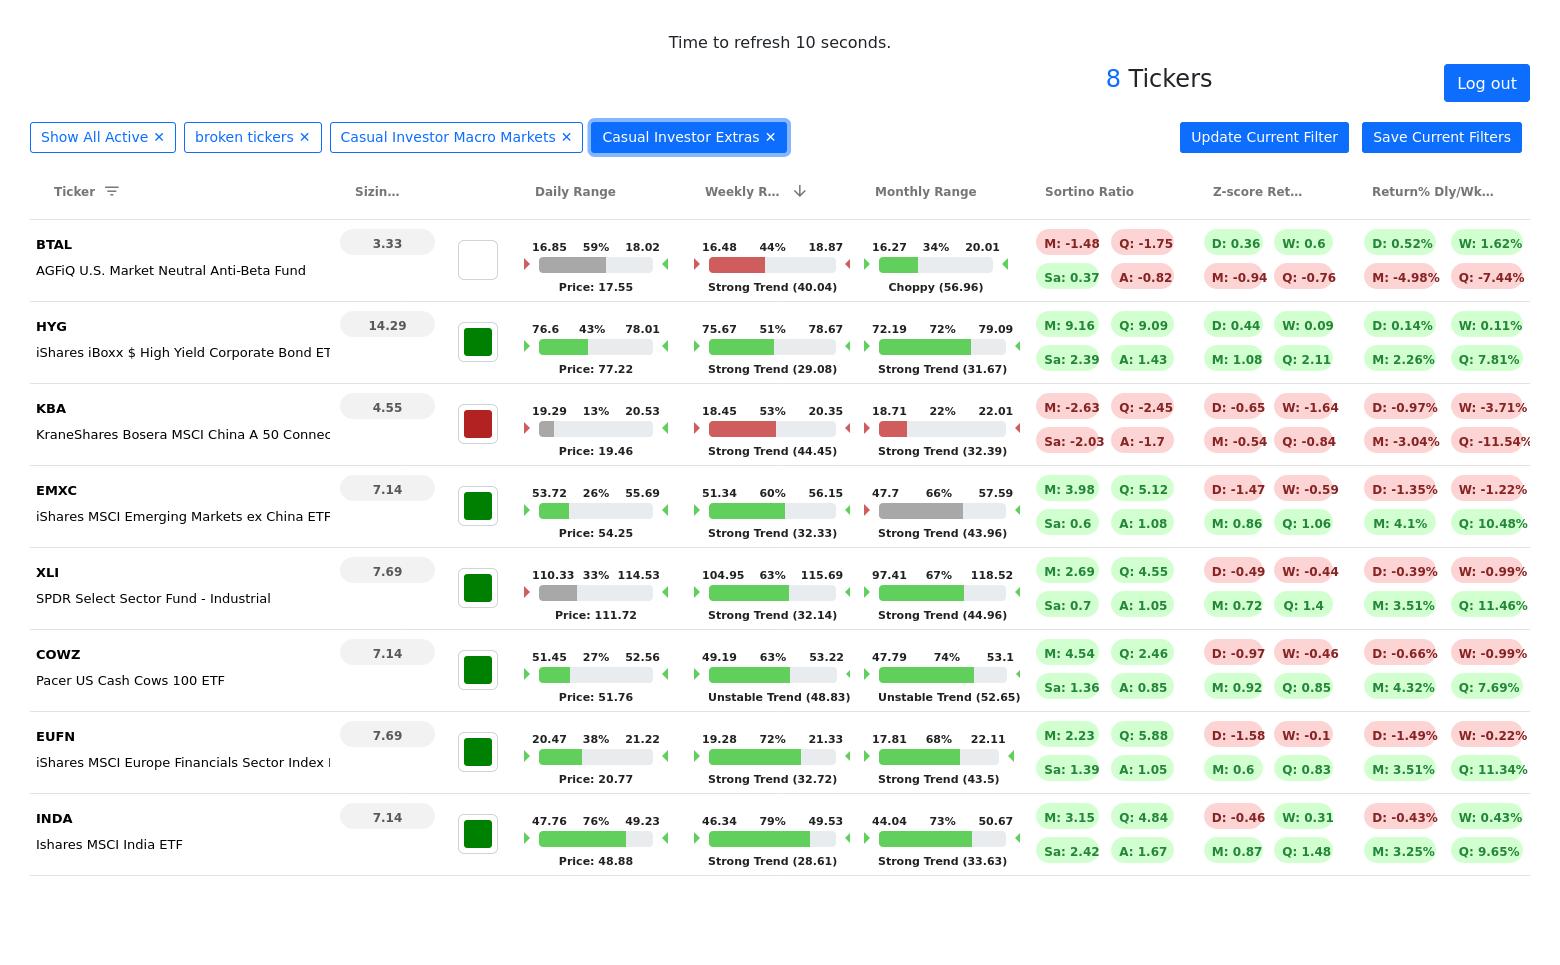 Time to refresh 10 seconds.
8 Tickers
Log out
Show All Active ✕ broken tickers ✕ Casual Investor Macro Markets ✕ Casual Investor Extras ✕ Update Current Filter Save Current Filters
Ticker Sizin... Daily Range Weekly R... Monthly Range Sortino Ratio Z-score Ret... Return% Dly/Wk...
BTAL 3.33 16.85 59% 18.02 16.48 44% 18.87 16.27 34% 20.01 M: -1.48 Q: -1.75 D: 0.36 W: 0.6 D: 0.52% W: 1.62%
AGFiQ U.S. Market Neutral Anti-Beta Fund Price: 17.55 Strong Trend (40.04) Choppy (56.96) Sa: 0.37 A: -0.82 M: -0.94 Q: -0.76 M: -4.98% Q: -7.44%
HYG 14.29 76.6 43% 78.01 75.67 51% 78.67 72.19 72% 79.09 M: 9.16 Q: 9.09 D: 0.44 W: 0.09 D: 0.14% W: 0.11%
iShares iBoxx $ High Yield Corporate Bond ET Price: 77.22 Strong Trend (29.08) Strong Trend (31.67) Sa: 2.39 A: 1.43 M: 1.08 Q: 2.11 M: 2.26% Q: 7.81%
KBA 4.55 19.29 13% 20.53 18.45 53% 20.35 18.71 22% 22.01 M: -2.63 Q: -2.45 D: -0.65 W: -1.64 D: -0.97% W: -3.71%
KraneShares Bosera MSCI China A 50 Connec Price: 19.46 Strong Trend (44.45) Strong Trend (32.39) Sa: -2.03 A: -1.7 M: -0.54 Q: -0.84 M: -3.04% Q: -11.54%
EMXC 7.14 53.72 26% 55.69 51.34 60% 56.15 47.7 66% 57.59 M: 3.98 Q: 5.12 D: -1.47 W: -0.59 D: -1.35% W: -1.22%
iShares MSCI Emerging Markets ex China ETF Price: 54.25 Strong Trend (32.33) Strong Trend (43.96) Sa: 0.6 A: 1.08 M: 0.86 Q: 1.06 M: 4.1% Q: 10.48%
XLI 7.69 110.33 33% 114.53 104.95 63% 115.69 97.41 67% 118.52 M: 2.69 Q: 4.55 D: -0.49 W: -0.44 D: -0.39% W: -0.99%
SPDR Select Sector Fund - Industrial Price: 111.72 Strong Trend (32.14) Strong Trend (44.96) Sa: 0.7 A: 1.05 M: 0.72 Q: 1.4 M: 3.51% Q: 11.46%
COWZ 7.14 51.45 27% 52.56 49.19 63% 53.22 47.79 74% 53.1 M: 4.54 Q: 2.46 D: -0.97 W: -0.46 D: -0.66% W: -0.99%
Pacer US Cash Cows 100 ETF Price: 51.76 Unstable Trend (48.83) Unstable Trend (52.65) Sa: 1.36 A: 0.85 M: 0.92 Q: 0.85 M: 4.32% Q: 7.69%
EUFN 7.69 20.47 38% 21.22 19.28 72% 21.33 17.81 68% 22.11 M: 2.23 Q: 5.88 D: -1.58 W: -0.1 D: -1.49% W: -0.22%
iShares MSCI Europe Financials Sector Index Price: 20.77 Strong Trend (32.72) Strong Trend (43.5) Sa: 1.39 A: 1.05 M: 0.6 Q: 0.83 M: 3.51% Q: 11.34%
INDA 7.14 47.76 76% 49.23 46.34 79% 49.53 44.04 73% 50.67 M: 3.15 Q: 4.84 D: -0.46 W: 0.31 D: -0.43% W: 0.43%
Ishares MSCI India ETF Price: 48.88 Strong Trend (28.61) Strong Trend (33.63) Sa: 2.42 A: 1.67 M: 0.87 Q: 1.48 M: 3.25% Q: 9.65%